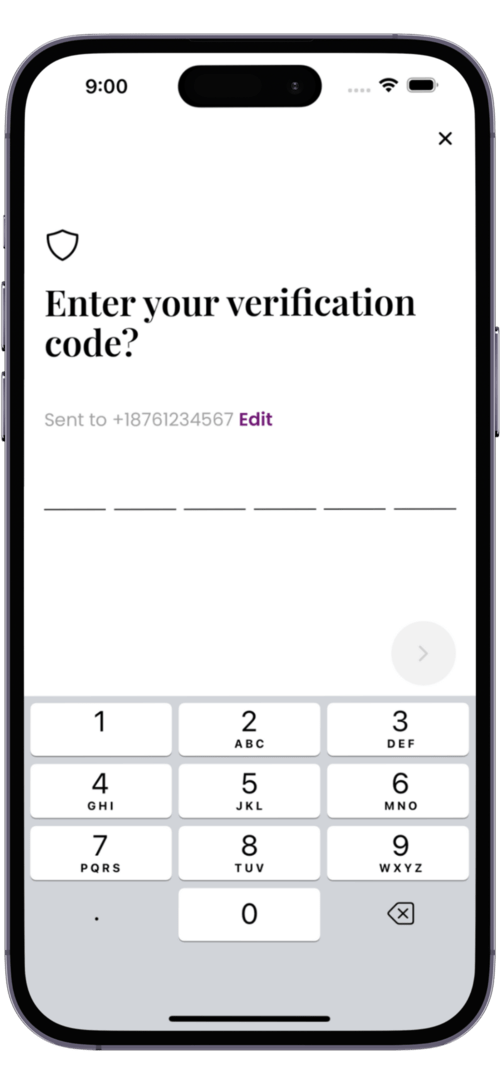 9:00
Enter your verification
code?
Sent to +18761234567 Edit
1
2
ABC
3
DEF
4
GHI
5
JKL
6
MNO
7
PQRS
8
TUV
9
WXYZ
.
0